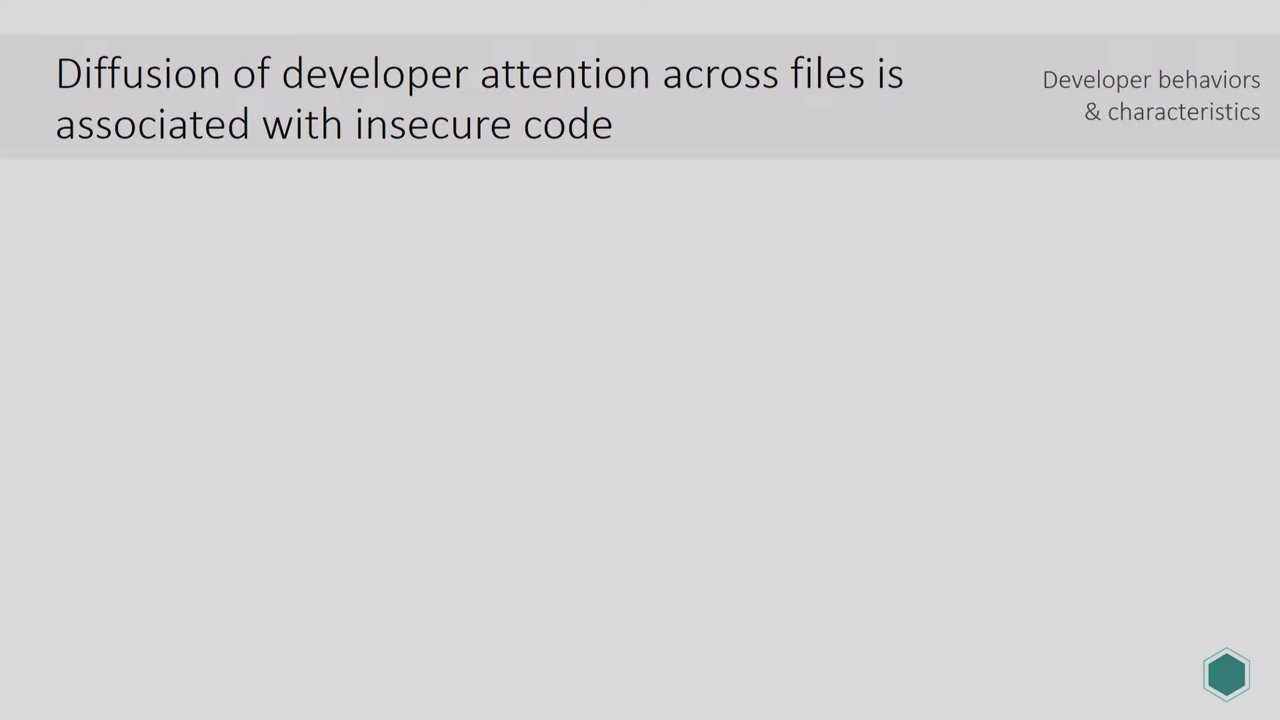 Diffusion of developer attention across files is
associated with insecure code
Developer behaviors
& characteristics